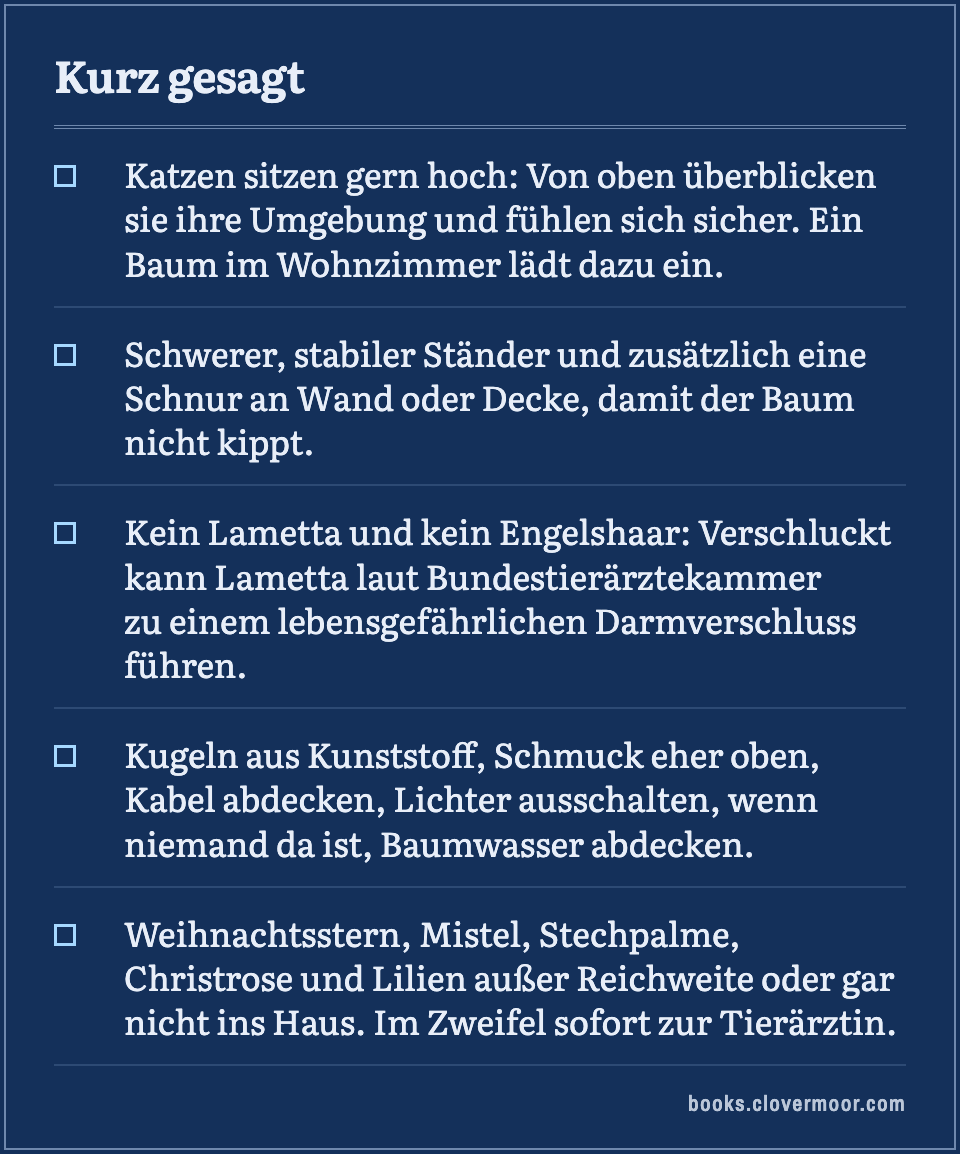 Kurz gesagt
Katzen sitzen gern hoch: Von oben überblicken
sie ihre Umgebung und fühlen sich sicher. Ein
Baum im Wohnzimmer lädt dazu ein.
Schwerer, stabiler Ständer und zusätzlich eine
Schnur an Wand oder Decke, damit der Baum
nicht kippt.
Kein Lametta und kein Engelshaar: Verschluckt
kann Lametta laut Bundestierärztekammer
zu einem lebensgefährlichen Darmverschluss
führen.
Kugeln aus Kunststoff, Schmuck eher oben,
Kabel abdecken, Lichter ausschalten, wenn
niemand da ist, Baumwasser abdecken.
Weihnachtsstern, Mistel, Stechpalme,
Christrose und Lilien außer Reichweite oder gar
nicht ins Haus. Im Zweifel sofort zur Tierärztin.
books.clovermoor.com